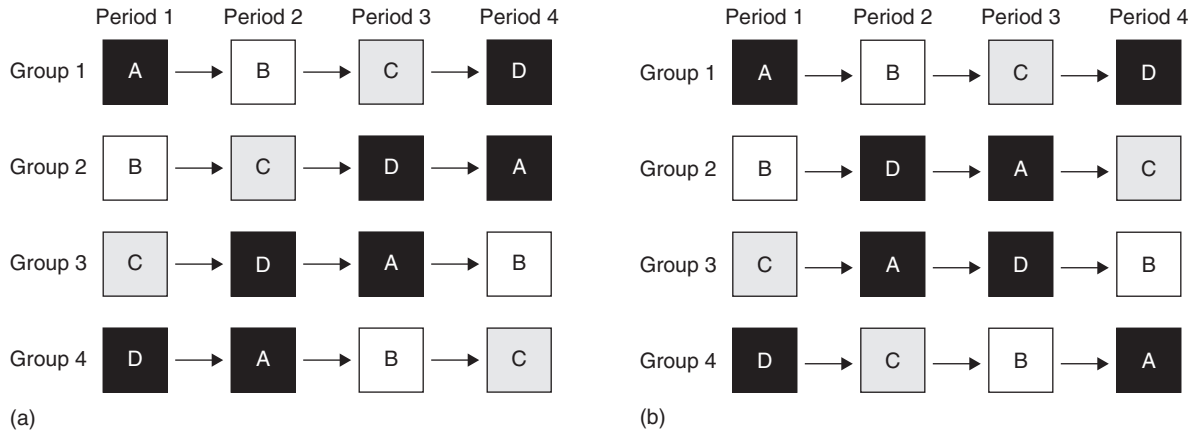 Period 1 Period 2 Period 3 Period 4
Group 1 A B C D
Group 2 B C D A
Group 3 C D A B
Group 4 D A B C
(a)
Period 1 Period 2 Period 3 Period 4
Group 1 A B C D
Group 2 B D A C
Group 3 C A D B
Group 4 D C B A
(b)